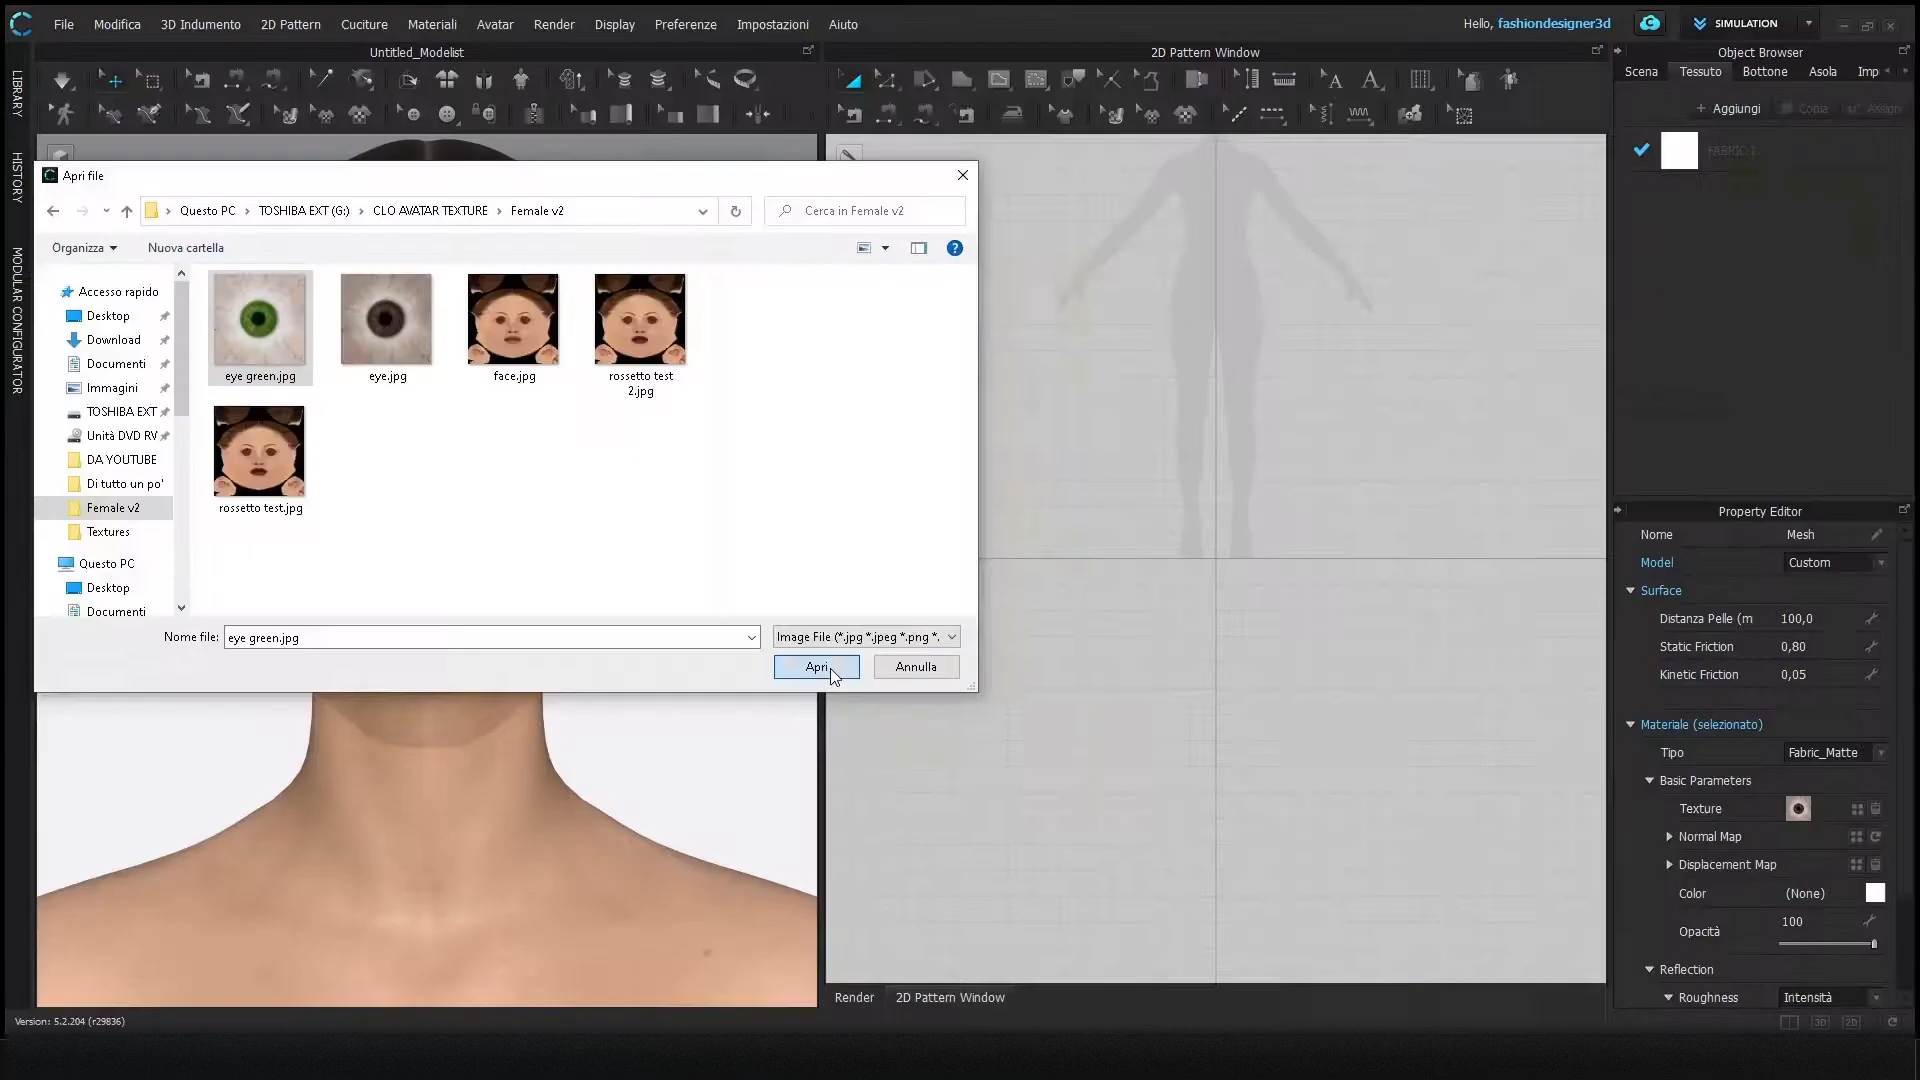 File Modifica 3D Indumento 2D Pattern Cuciture Materiali Avatar Render Display Preferenze Impostazioni Aiuto
Hello, fashiondesigner3d
SIMULATION
Untitled_Modelist
2D Pattern Window
Object Browser
Scena Tessuto Bottone Asola Imp
+ Aggiungi Copia Assign
FABRIC 1
LIBRARY
HISTORY
MODULAR CONFIGURATOR
Apri file
Questo PC > TOSHIBA EXT (G:) > CLO AVATAR TEXTURE > Female v2
Cerca in Female v2
Organizza
Nuova cartella
Accesso rapido
Desktop
Download
Documenti
Immagini
TOSHIBA EXT
Unità DVD RV
DA YOUTUBE
Di tutto un po'
Female v2
Textures
Questo PC
Desktop
Documenti
eye green.jpg
eye.jpg
face.jpg
rossetto test
2.jpg
rossetto test.jpg
Nome file:
eye green.jpg
Image File (*.jpg *.jpeg *.png *.
Apri
Annulla
Property Editor
Nome Mesh
Model Custom
Surface
Distanza Pelle (m 100,0
Static Friction 0,80
Kinetic Friction 0,05
Materiale (selezionato)
Tipo Fabric_Matte
Basic Parameters
Texture
Normal Map
Displacement Map
Color (None)
Opacità 100
Reflection
Roughness Intensità
Render
2D Pattern Window
Version: 5.2.204 (r29836)
3D
2D